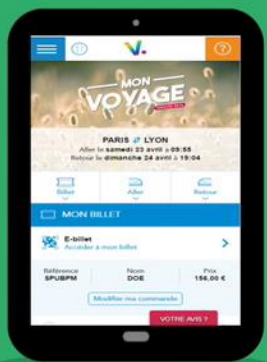 V.
?
MON
VOYAGE
PARIS ⇄ LYON
Aller le samedi 23 avril à 09:55
Retour le dimanche 24 avril à 19:04
Billet
Aller
Retour
MON BILLET
E-billet
Accéder à mon billet
Référence Nom Prix
SPUBPM DOE 156,00 €
Modifier ma commande
VOTRE AVIS ?